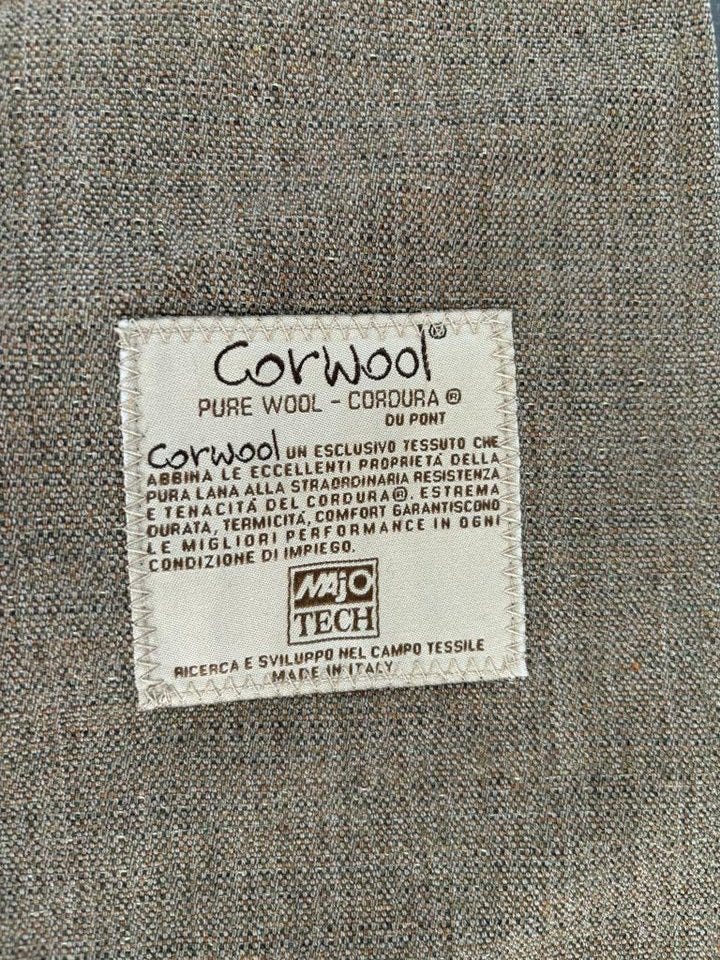 Corwool®
PURE WOOL - CORDURA ®
DU PONT
Corwool UN ESCLUSIVO TESSUTO CHE
ABBINA LE ECCELLENTI PROPRIETÀ DELLA
PURA LANA ALLA STRAORDINARIA RESISTENZA
E TENACITÀ DEL CORDURA®. ESTREMA
DURATA, TERMICITÀ, COMFORT GARANTISCONO
LE MIGLIORI PERFORMANCE IN OGNI
CONDIZIONE DI IMPIEGO.
MAjO
TECH
RICERCA E SVILUPPO NEL CAMPO TESSILE
MADE IN ITALY